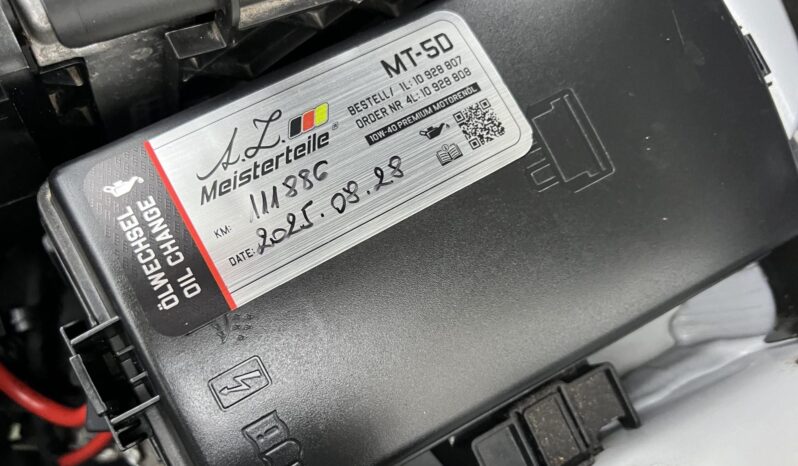 MT-5D
BESTELL/ 1L: 10 928 807
ORDER NR. 4L: 10 928 808
10W-40 PREMIUM MOTORENÖL
A.Z.
Meisterteile®
KM: 111886
DATE: 2025.08.28
ÖLWECHSEL
OIL CHANGE